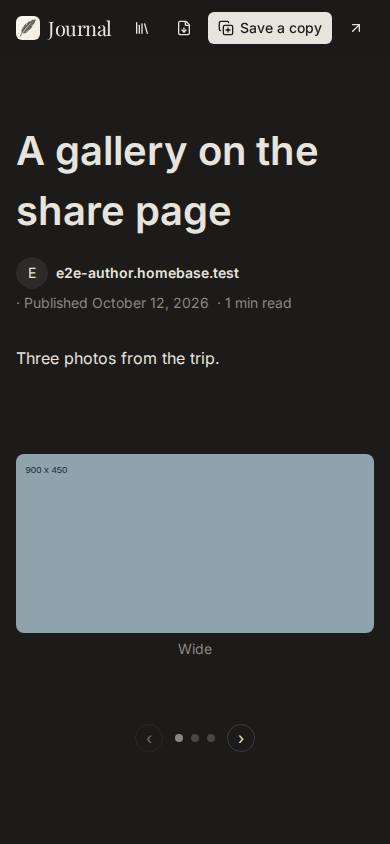 Journal
Save a copy
A gallery on the
share page
E
e2e-author.homebase.test
· Published October 12, 2026 · 1 min read
Three photos from the trip.
900 x 450
Wide